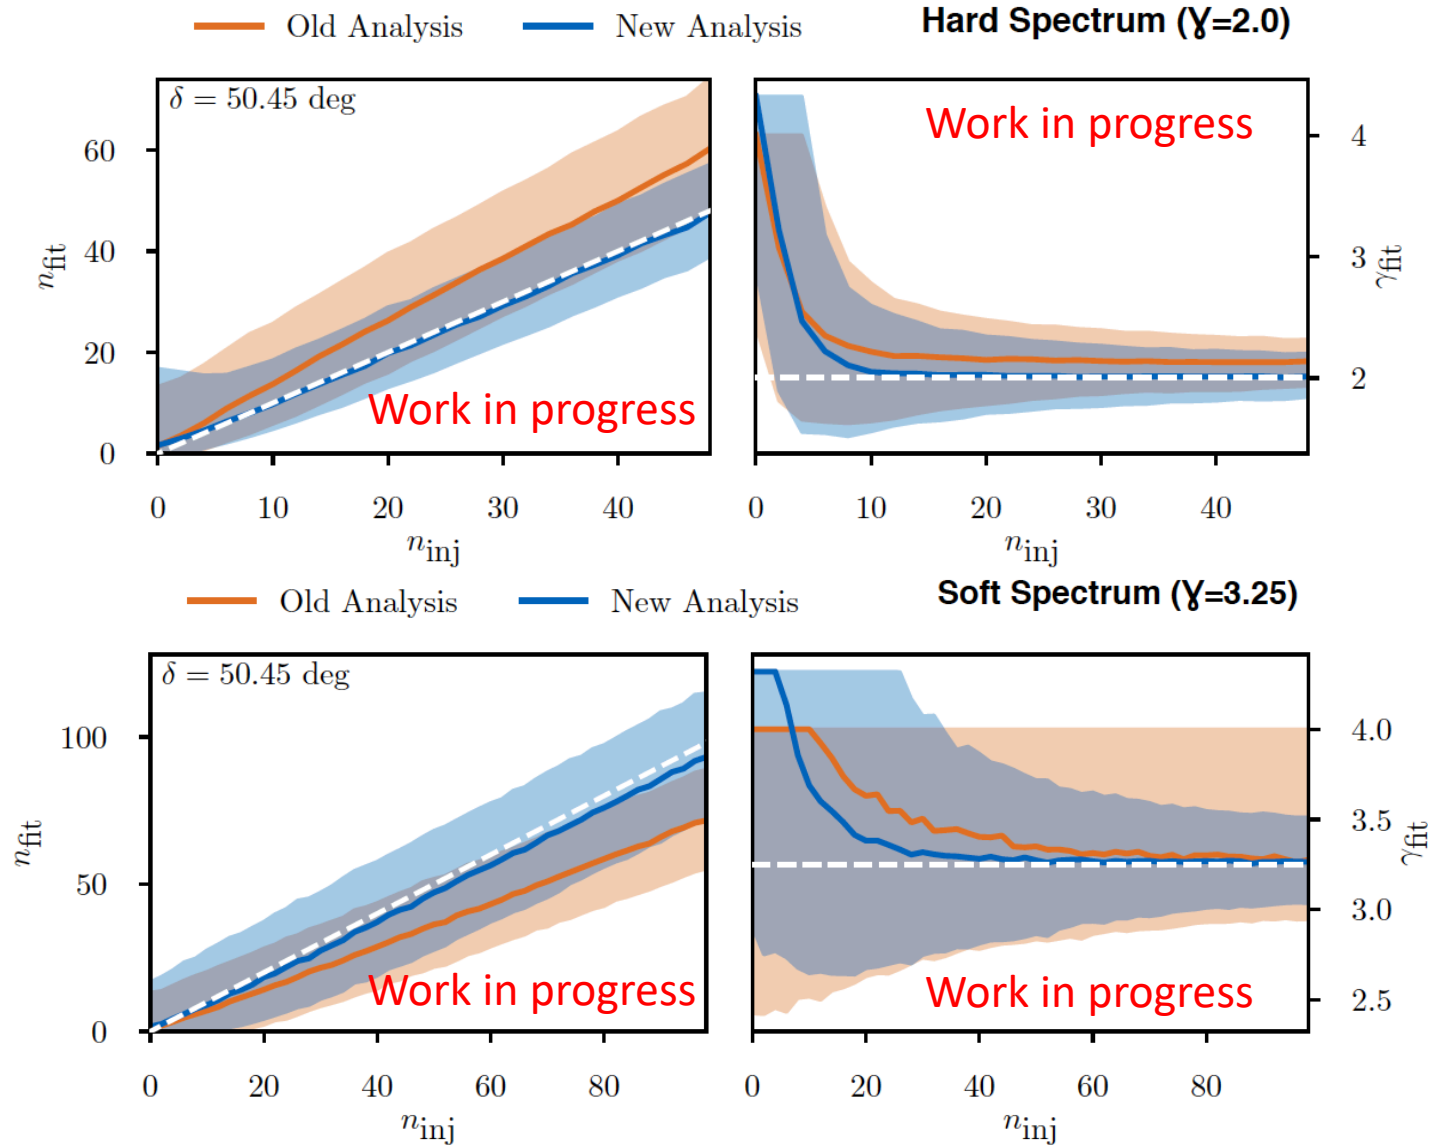 Old Analysis New Analysis Hard Spectrum (ɣ=2.0)
δ = 50.45 deg
Work in progress
60
40
20
0
n_fit
Work in progress
0 10 20 30 40
n_inj
4
3
2
γ_fit
0 10 20 30 40
n_inj
Old Analysis New Analysis Soft Spectrum (ɣ=3.25)
δ = 50.45 deg
100
50
0
n_fit
Work in progress
0 20 40 60 80
n_inj
4.0
3.5
3.0
2.5
γ_fit
Work in progress
0 20 40 60 80
n_inj